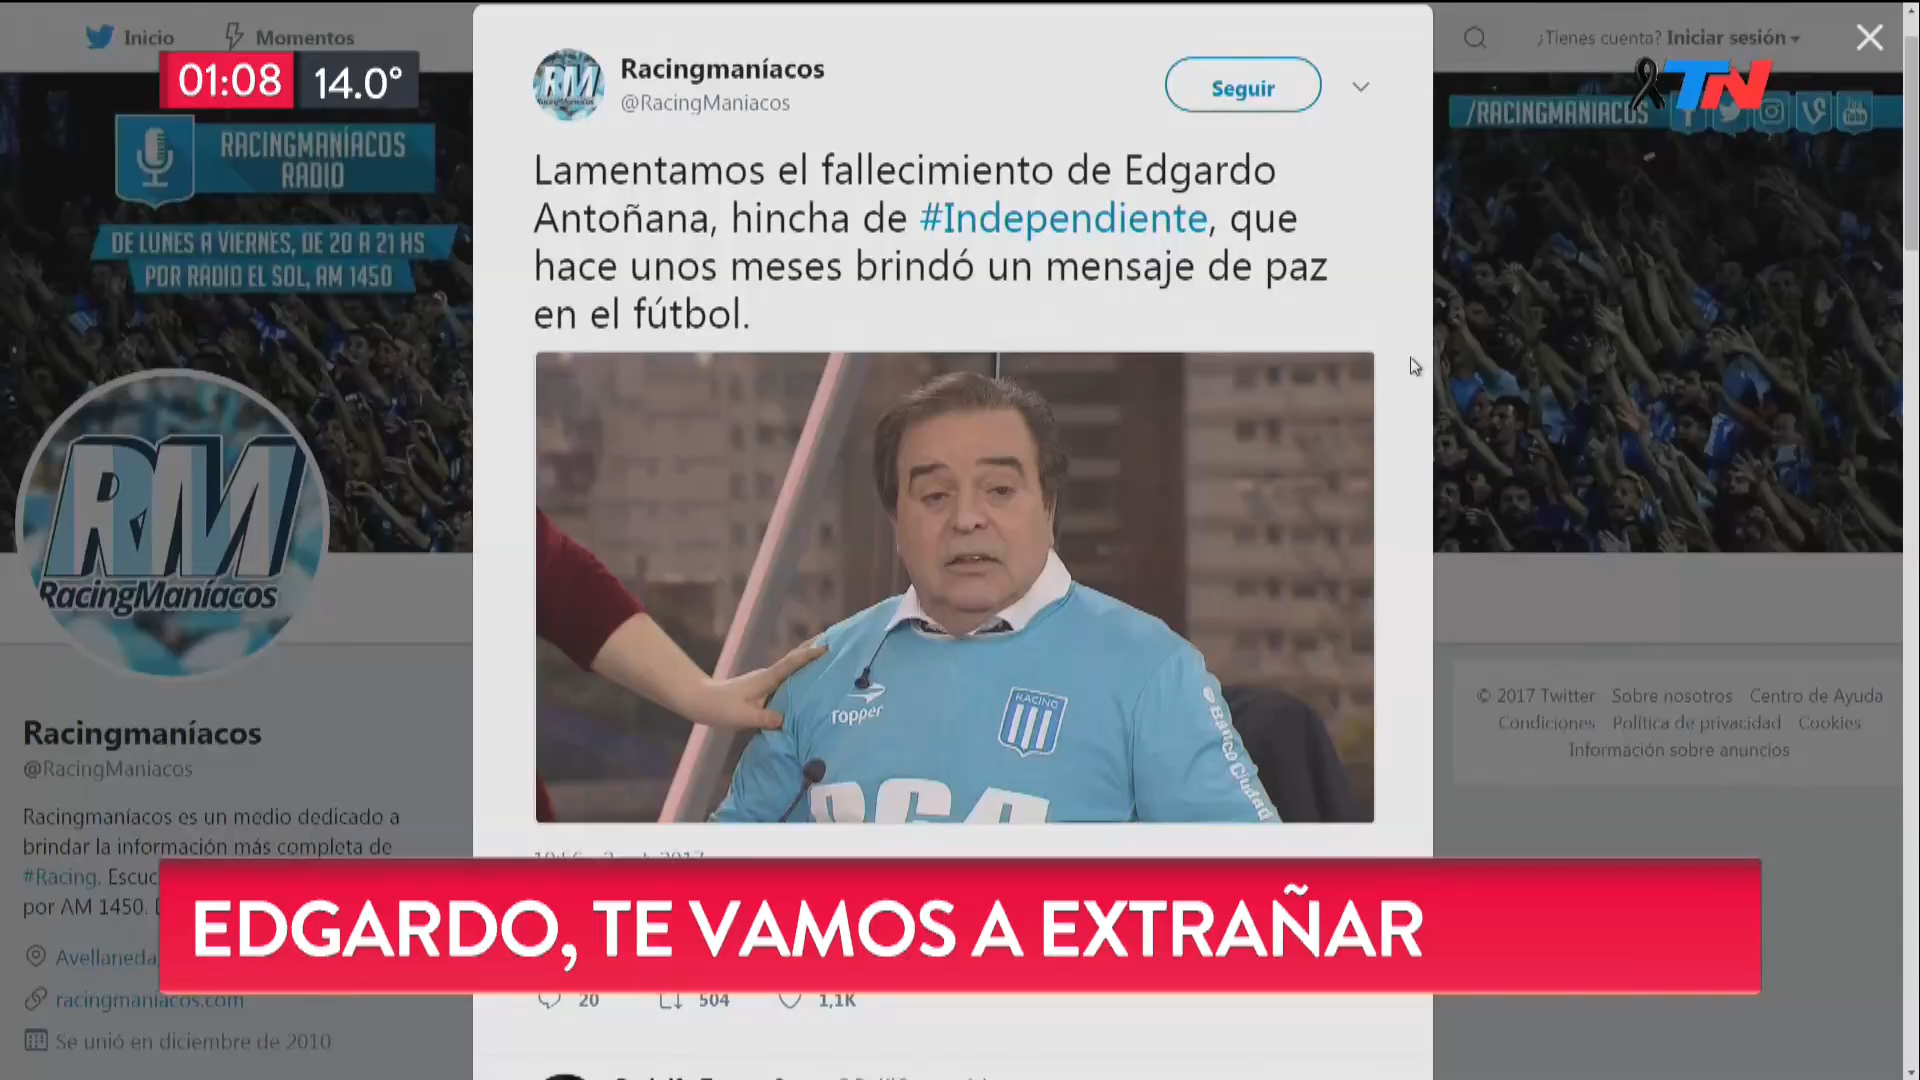 Inicio
Momentos
¿Tienes cuenta? Iniciar sesión
01:08
14.0°
TN
/RACINGMANÍACOS
You Tube
RACINGMANÍACOS
RADIO
DE LUNES A VIERNES, DE 20 A 21 HS
POR RADIO EL SOL, AM 1450
RM
RacingManíacos
Racingmaníacos
@RacingManiacos
Racingmaníacos es un medio dedicado a
brindar la información más completa de
#Racing. Escuc
por AM 1450.
Avellaneda,
racingmaniacos.com
Se unió en diciembre de 2010
RM
Racingmaníacos
@RacingManiacos
Seguir
Lamentamos el fallecimiento de Edgardo
Antoñana, hincha de #Independiente, que
hace unos meses brindó un mensaje de paz
en el fútbol.
Topper
RACING
Banco Ciudad
EDGARDO, TE VAMOS A EXTRAÑAR
20
504
1,1K
© 2017 Twitter Sobre nosotros Centro de Ayuda
Condiciones Política de privacidad Cookies
Información sobre anuncios